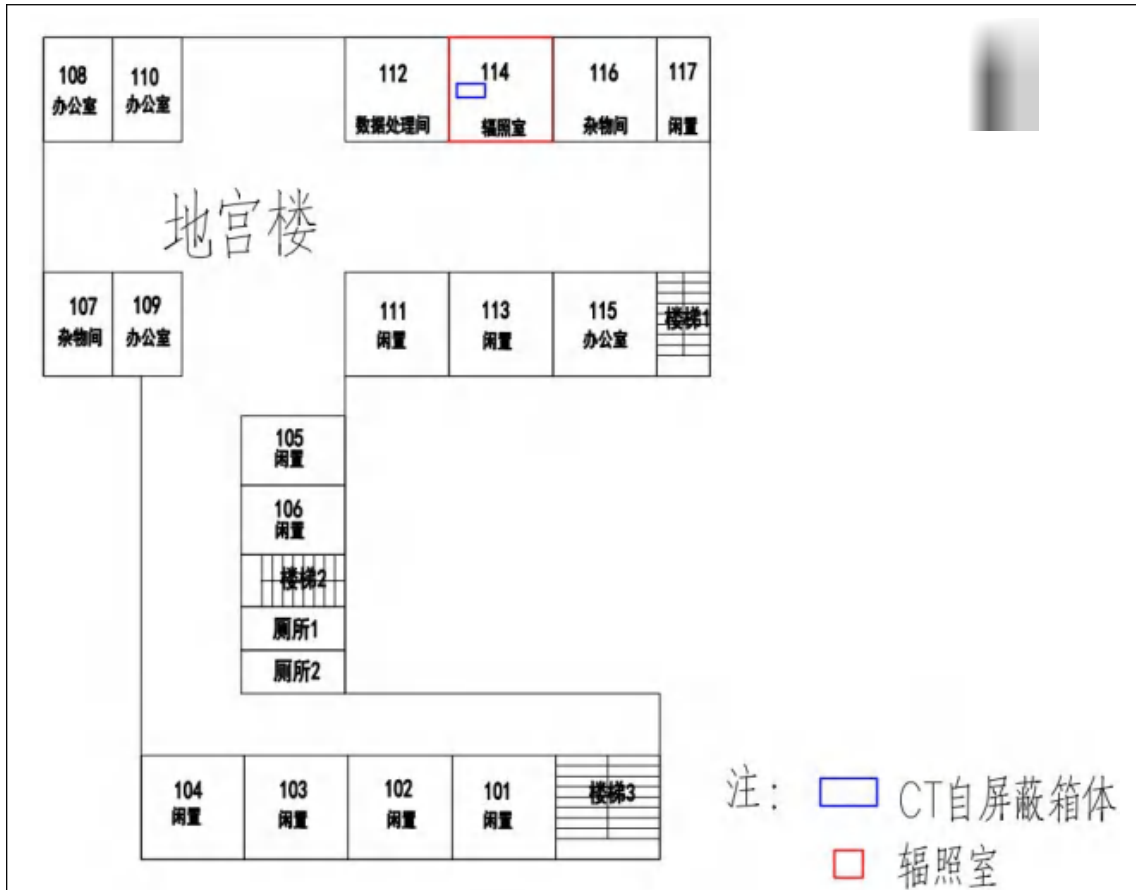 108
办公室
110
办公室
112
数据处理间
114
辐照室
116
杂物间
117
闲置
地宫楼
107
杂物间
109
办公室
111
闲置
113
闲置
115
办公室
楼梯1
105
闲置
106
闲置
楼梯2
厕所1
厕所2
104
闲置
103
闲置
102
闲置
101
闲置
楼梯3
注：
CT自屏蔽箱体
辐照室